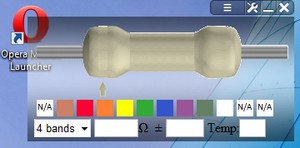 Opera N
Launcher
N/A N/A N/A
4 bands Ω ± Temp: